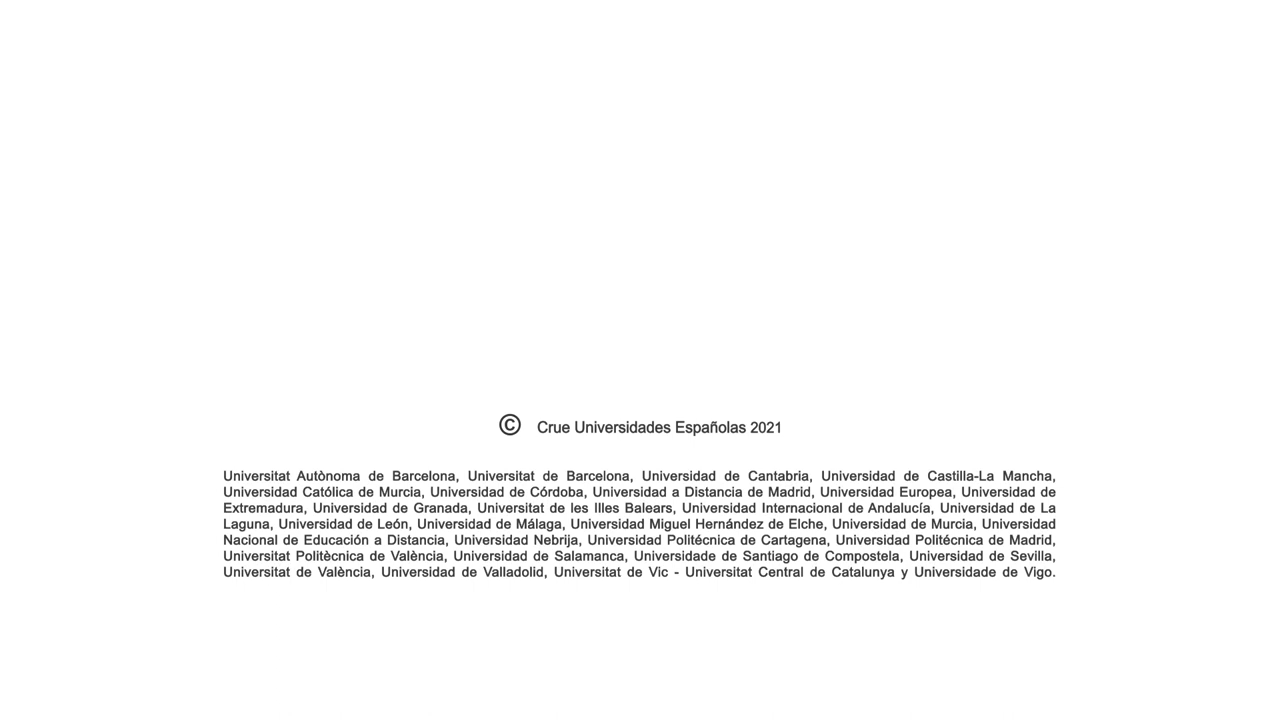 © Crue Universidades Españolas 2021
Universitat Autònoma de Barcelona, Universitat de Barcelona, Universidad de Cantabria, Universidad de Castilla-La Mancha,
Universidad Católica de Murcia, Universidad de Córdoba, Universidad a Distancia de Madrid, Universidad Europea, Universidad de
Extremadura, Universidad de Granada, Universitat de les Illes Balears, Universidad Internacional de Andalucía, Universidad de La
Laguna, Universidad de León, Universidad de Málaga, Universidad Miguel Hernández de Elche, Universidad de Murcia, Universidad
Nacional de Educación a Distancia, Universidad Nebrija, Universidad Politécnica de Cartagena, Universidad Politécnica de Madrid,
Universitat Politècnica de València, Universidad de Salamanca, Universidade de Santiago de Compostela, Universidad de Sevilla,
Universitat de València, Universidad de Valladolid, Universitat de Vic - Universitat Central de Catalunya y Universidade de Vigo.